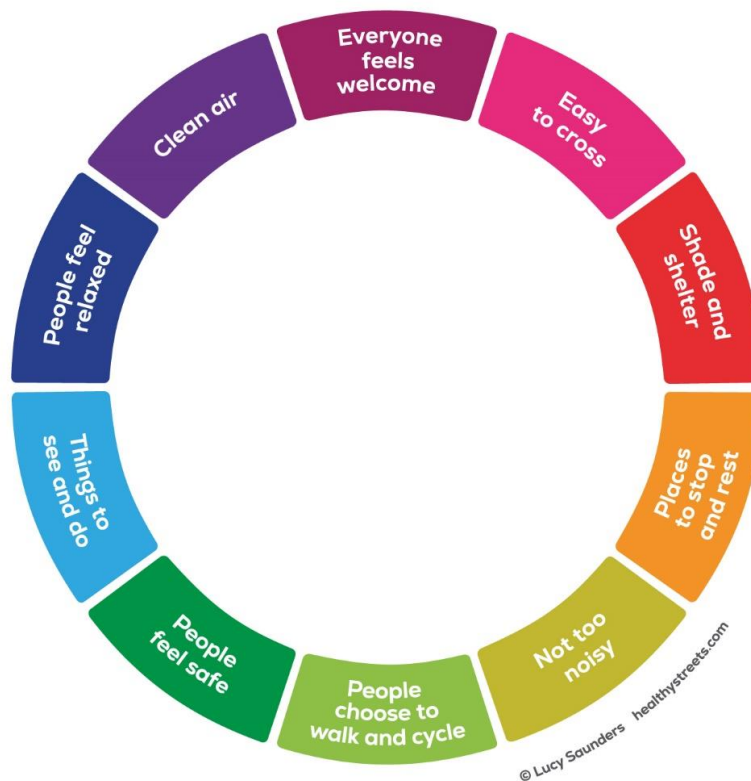 Everyone
feels
welcome
Easy
to cross
Shade and
shelter
Places
to stop
and rest
Not too
noisy
People
choose to
walk and cycle
People
feel safe
Things to
see and do
People feel
relaxed
Clean air
© Lucy Saunders healthystreets.com